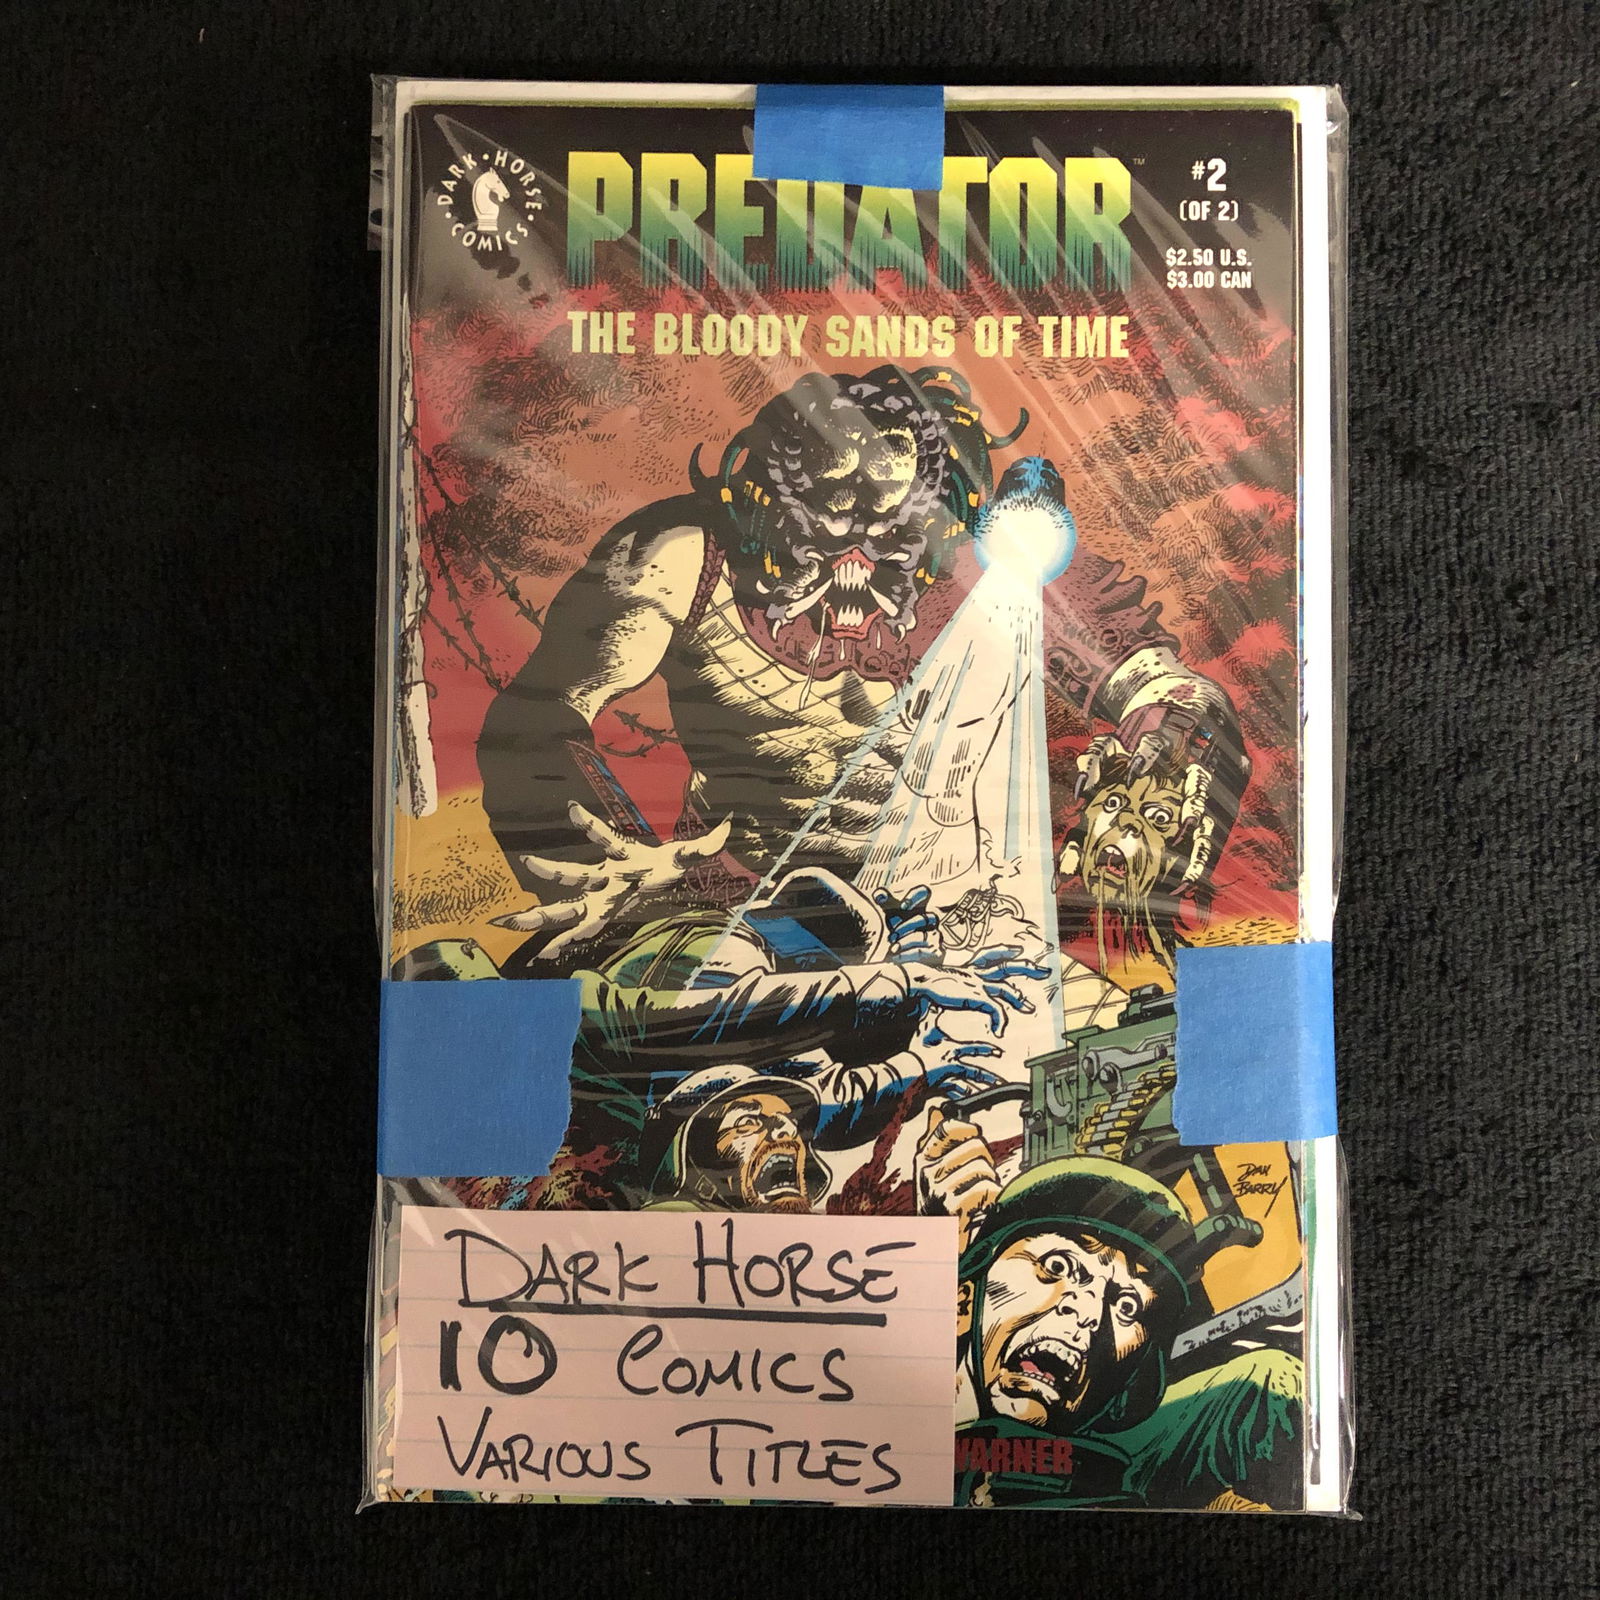 DARK • HORSE
• COMICS •
PREDATOR™
#2
(OF 2)
$2.50 U.S.
$3.00 CAN
THE BLOODY SANDS OF TIME
DAN
BARRY
DARK HORSE
10 COMICS
VARIOUS TITLES
WARNER